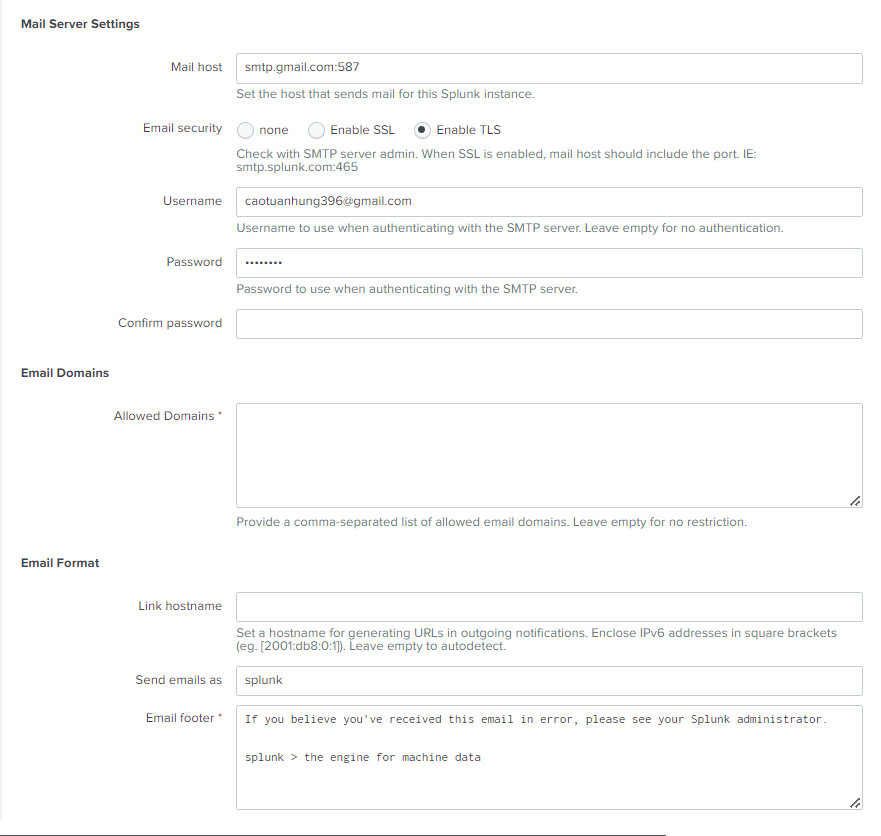 Mail Server Settings
Mail host
smtp.gmail.com:587
Set the host that sends mail for this Splunk instance.
Email security
none
Enable SSL
Enable TLS
Check with SMTP server admin. When SSL is enabled, mail host should include the port. IE:
smtp.splunk.com:465
Username
caotuanhung396@gmail.com
Username to use when authenticating with the SMTP server. Leave empty for no authentication.
Password
••••••••
Password to use when authenticating with the SMTP server.
Confirm password
Email Domains
Allowed Domains *
Provide a comma-separated list of allowed email domains. Leave empty for no restriction.
Email Format
Link hostname
Set a hostname for generating URLs in outgoing notifications. Enclose IPv6 addresses in square brackets
(eg. [2001:db8:0:1]). Leave empty to autodetect.
Send emails as
splunk
Email footer *
If you believe you've received this email in error, please see your Splunk administrator.
splunk > the engine for machine data